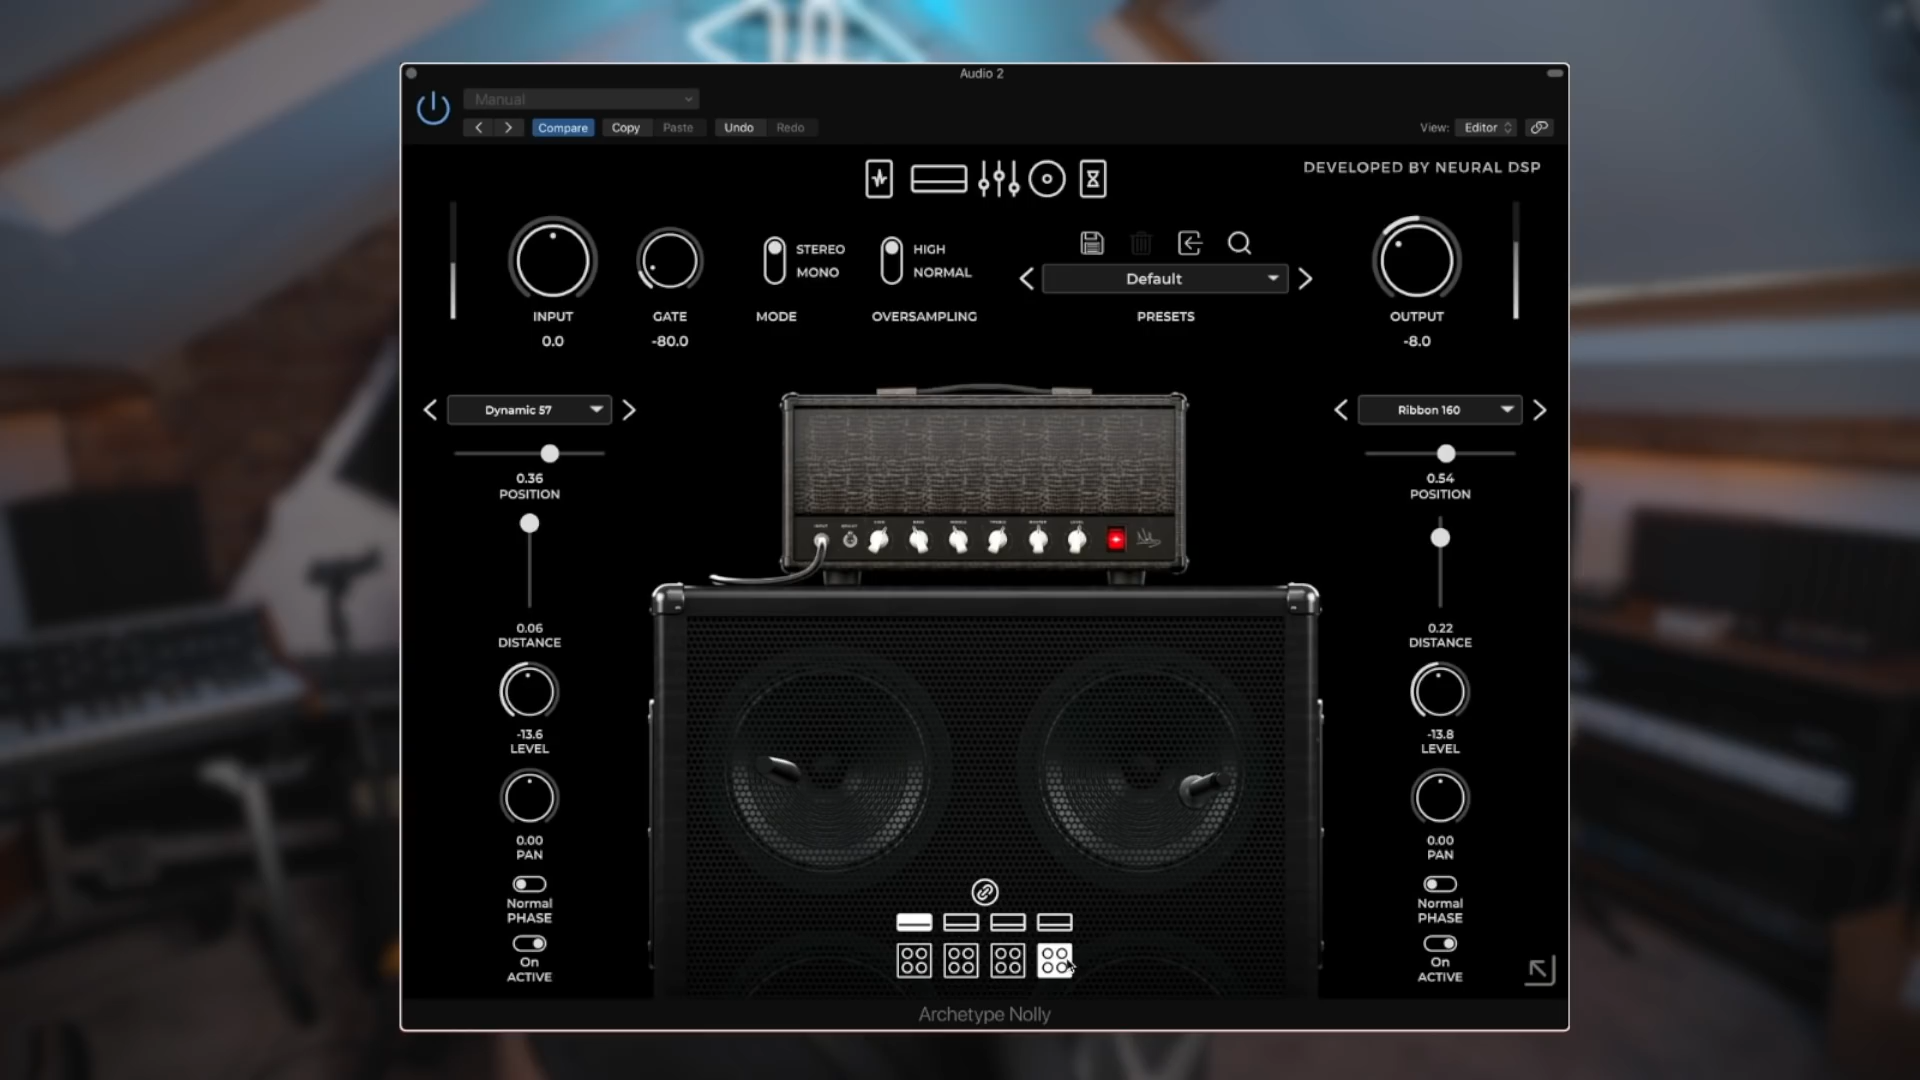 Audio 2
Manual
Compare
Copy
Paste
Undo
Redo
View:
Editor
DEVELOPED BY NEURAL DSP
STEREO
MONO
HIGH
NORMAL
Default
INPUT
GATE
MODE
OVERSAMPLING
PRESETS
OUTPUT
0.0
-80.0
-8.0
Dynamic 57
Ribbon 160
0.36
POSITION
0.54
POSITION
0.06
DISTANCE
0.22
DISTANCE
-13.6
LEVEL
-13.8
LEVEL
0.00
PAN
0.00
PAN
Normal
PHASE
Normal
PHASE
On
ACTIVE
On
ACTIVE
Archetype Nolly